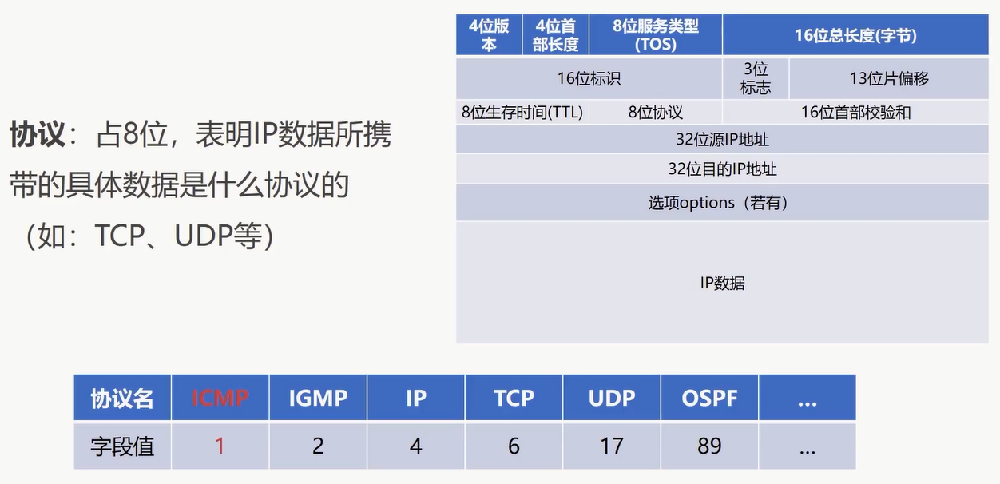 4位版本 4位首部长度 8位服务类型(TOS) 16位总长度(字节)
16位标识 3位标志 13位片偏移
8位生存时间(TTL) 8位协议 16位首部校验和
32位源IP地址
32位目的IP地址
选项options（若有）
IP数据
协议：占8位，表明IP数据所携
带的具体数据是什么协议的
（如：TCP、UDP等）
协议名 ICMP IGMP IP TCP UDP OSPF ...
字段值 1 2 4 6 17 89 ...